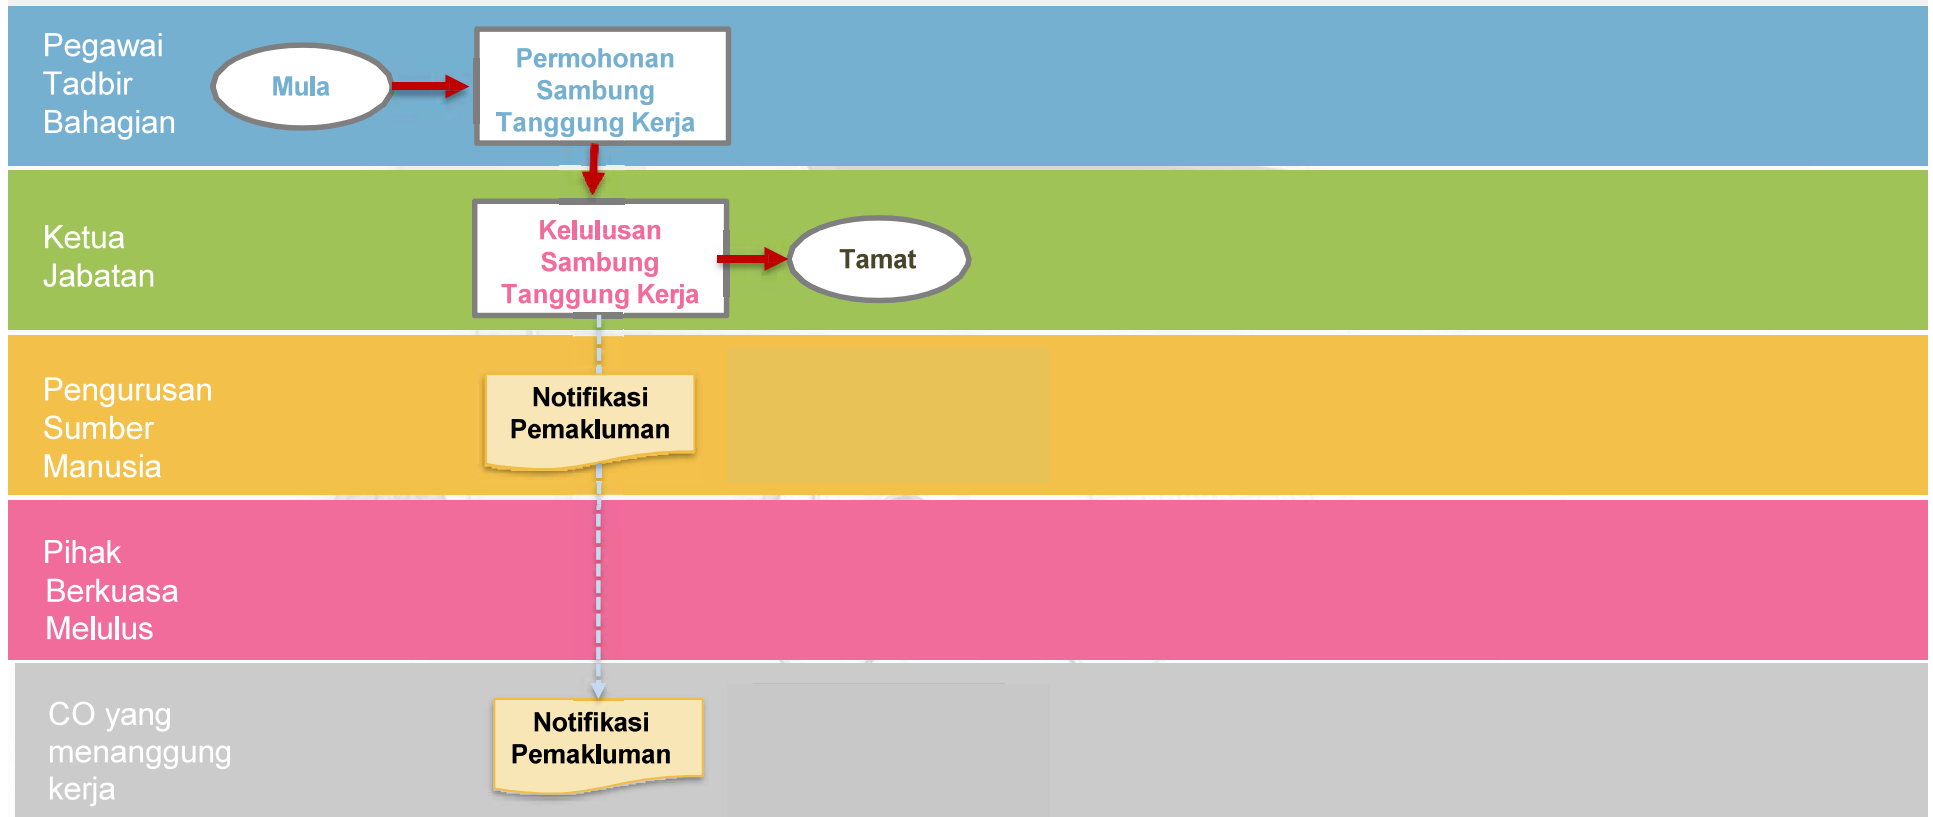 Pegawai
Tadbir
Bahagian
Mula
Permohonan
Sambung
Tanggung Kerja
Ketua
Jabatan
Kelulusan
Sambung
Tanggung Kerja
Tamat
Pengurusan
Sumber
Manusia
Notifikasi
Pemakluman
Pihak
Berkuasa
Melulus
CO yang
menanggung
kerja
Notifikasi
Pemakluman